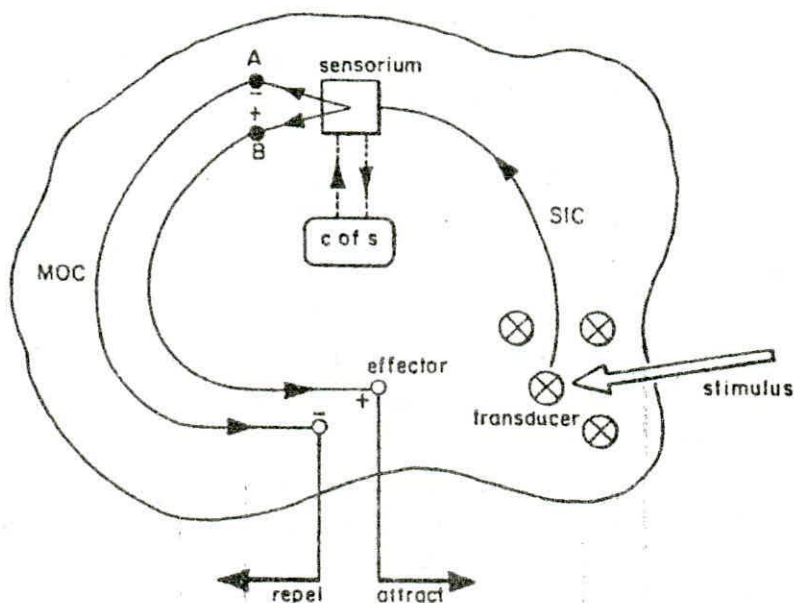 A
sensorium
−
+
B
SIC
c of s
MOC
effector
+
−
stimulus
transducer
repel
attract